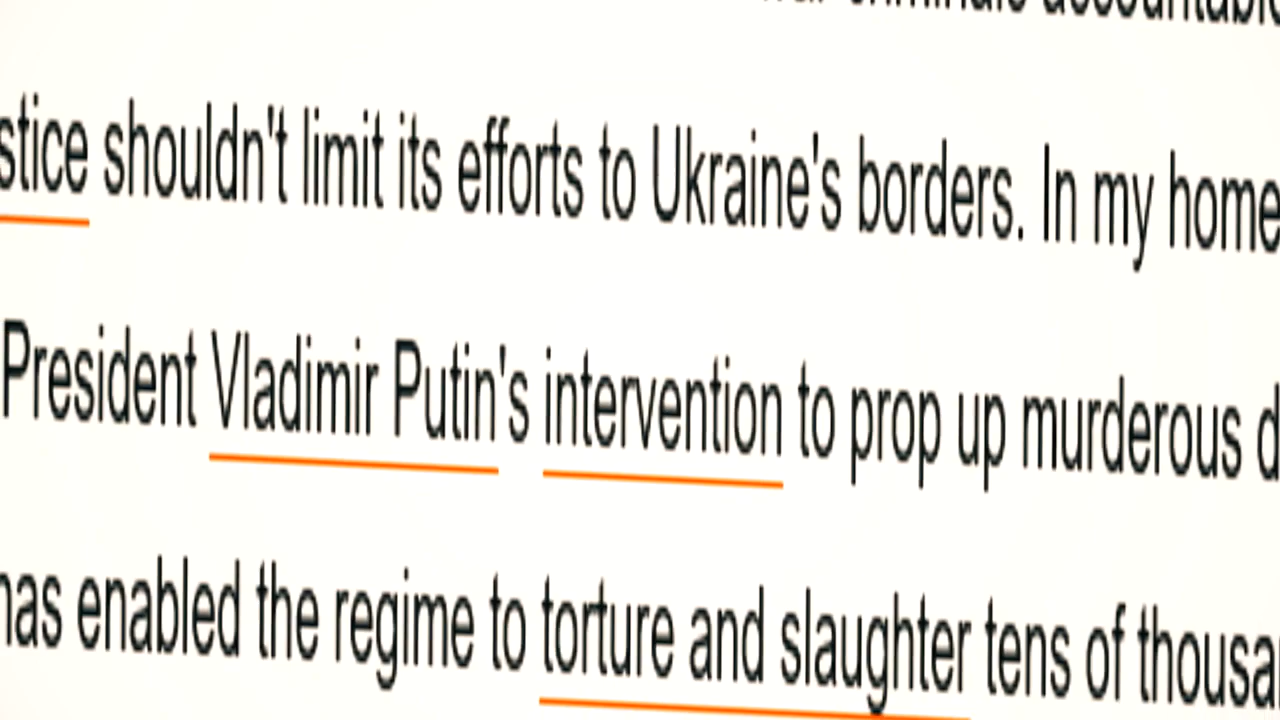 stice shouldn't limit its efforts to Ukraine's borders. In my home
President Vladimir Putin's intervention to prop up murderous d
has enabled the regime to torture and slaughter tens of thousa